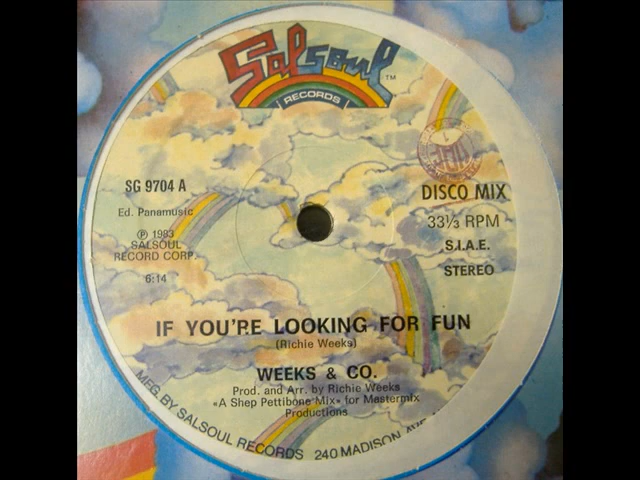 Salsoul
TM
RECORDS
SG 9704 A
Ed. Panamusic
℗ 1983
SALSOUL
RECORD CORP.
6:14
DISCO MIX
33⅓ RPM
S.I.A.E.
STEREO
IF YOU'RE LOOKING FOR FUN
(Richie Weeks)
WEEKS & CO.
Prod. and Arr. by Richie Weeks
«A Shep Pettibone Mix» for Mastermix
Productions
MFG BY SALSOUL RECORDS 240 MADISON AVE